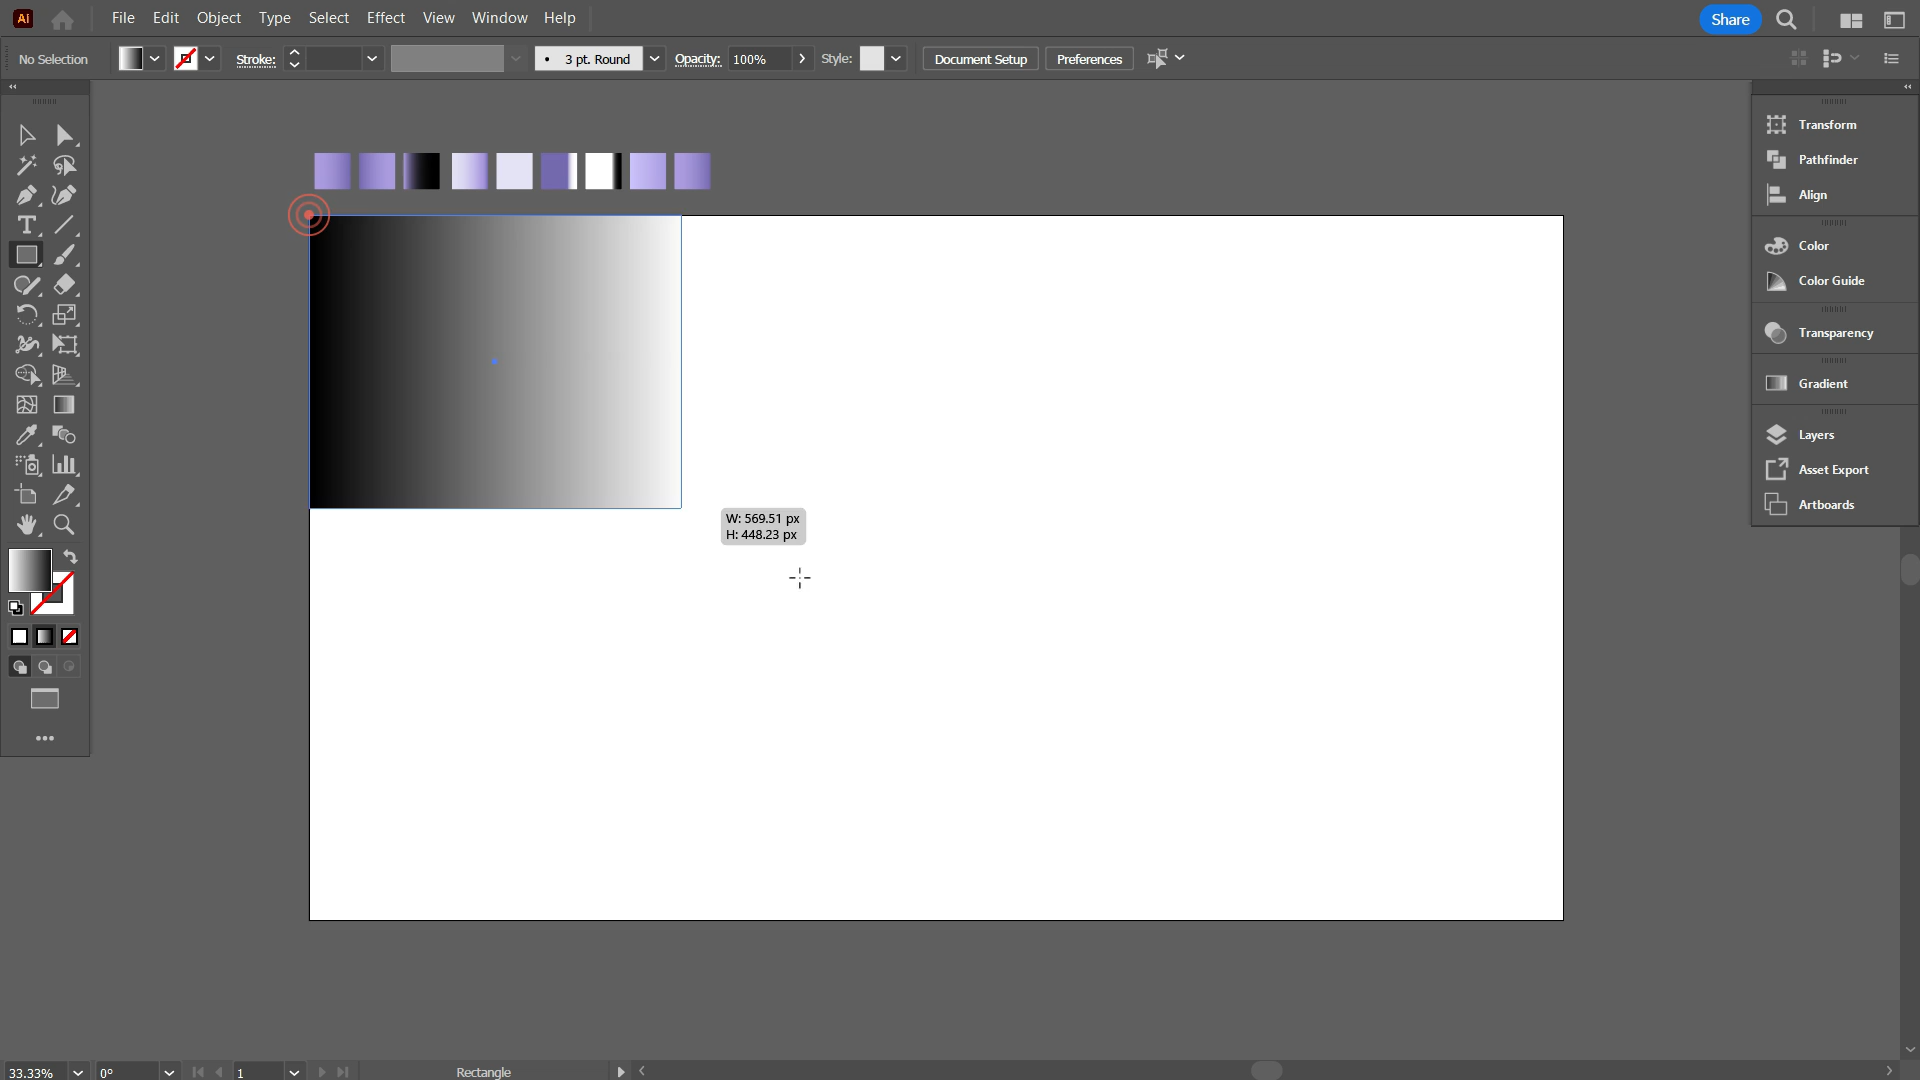 Ai
File Edit Object Type Select Effect View Window Help
Share
No Selection
Stroke:
3 pt. Round
Opacity: 100%
Style:
Document Setup
Preferences
Transform
Pathfinder
Align
Color
Color Guide
Transparency
Gradient
Layers
Asset Export
Artboards
W: 569.51 px
H: 448.23 px
33.33%
0°
1
Rectangle